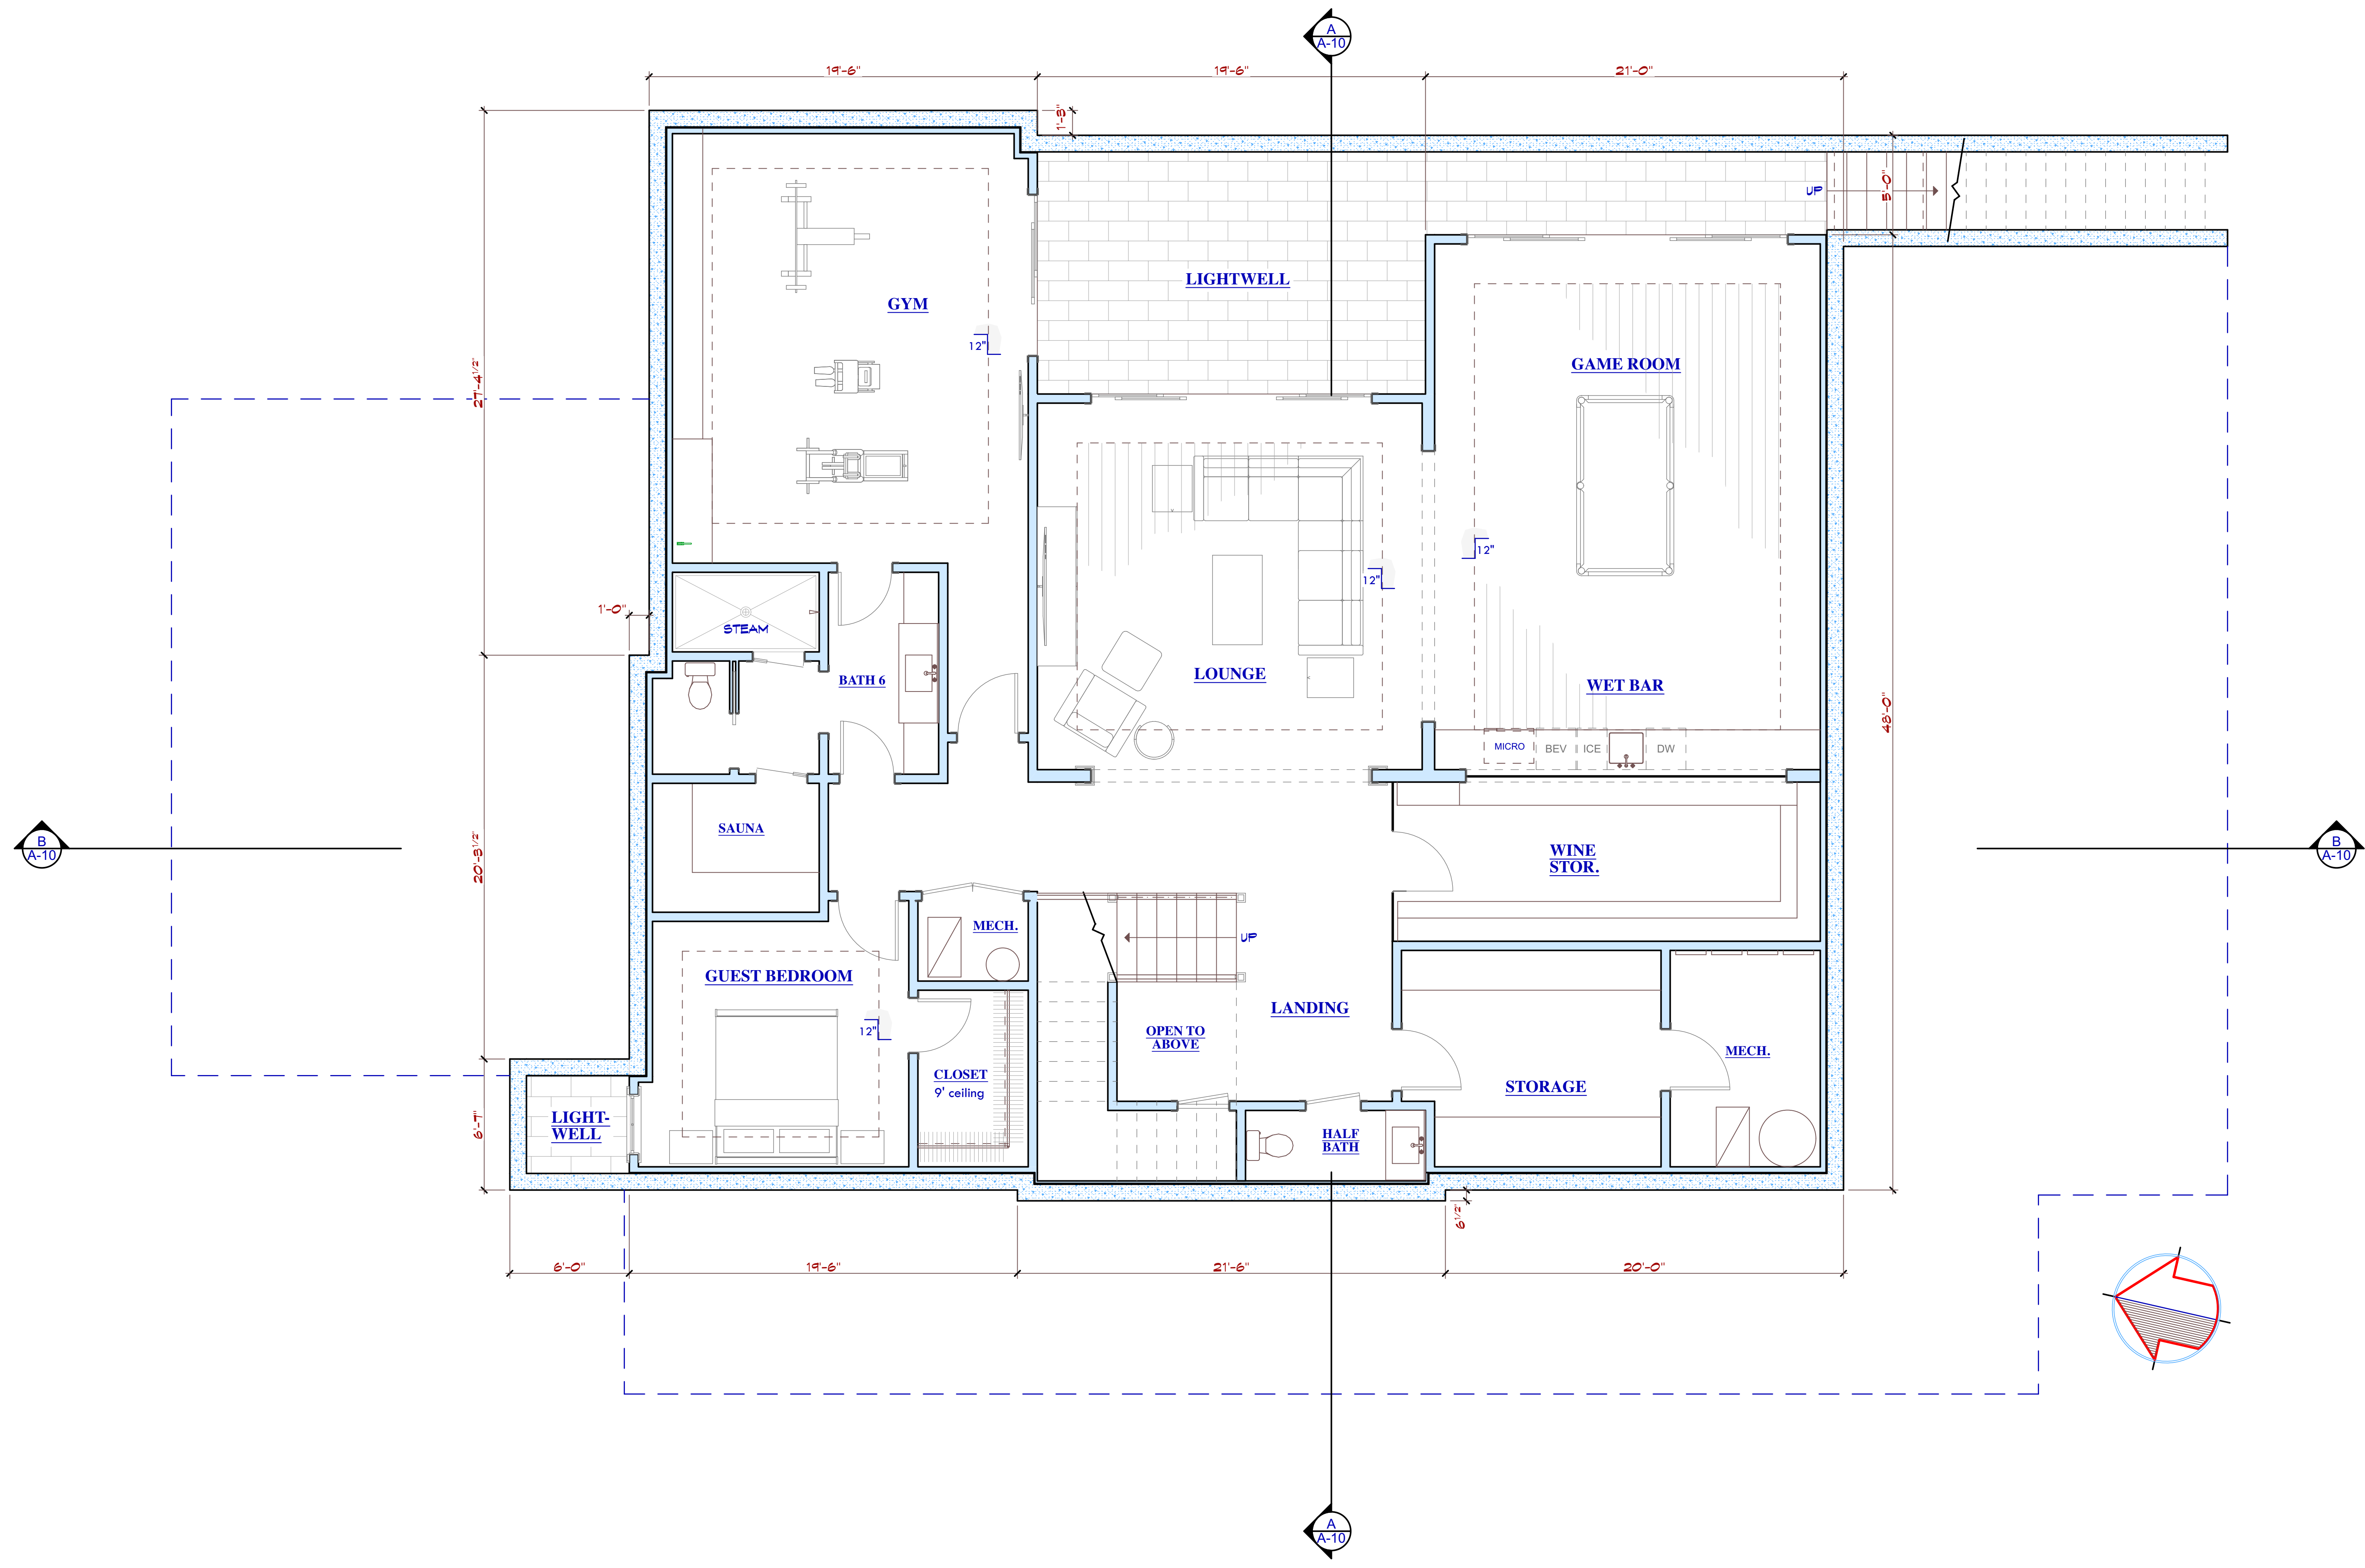 A
A-10
19'-6"
19'-6"
21'-0"
1'-3"
UP
5'-0"
LIGHTWELL
GYM
12"
GAME ROOM
27'-4 1/2"
12"
12"
1'-0"
STEAM
BATH 6
LOUNGE
WET BAR
48'-0"
MICRO
BEV
ICE
DW
SAUNA
B
A-10
B
A-10
WINE
STOR.
20'-3 1/2"
MECH.
UP
GUEST BEDROOM
12"
LANDING
OPEN TO
ABOVE
MECH.
CLOSET
9' ceiling
STORAGE
LIGHT-
WELL
6'-7"
HALF
BATH
6 1/2"
6'-0"
19'-6"
21'-6"
20'-0"
A
A-10